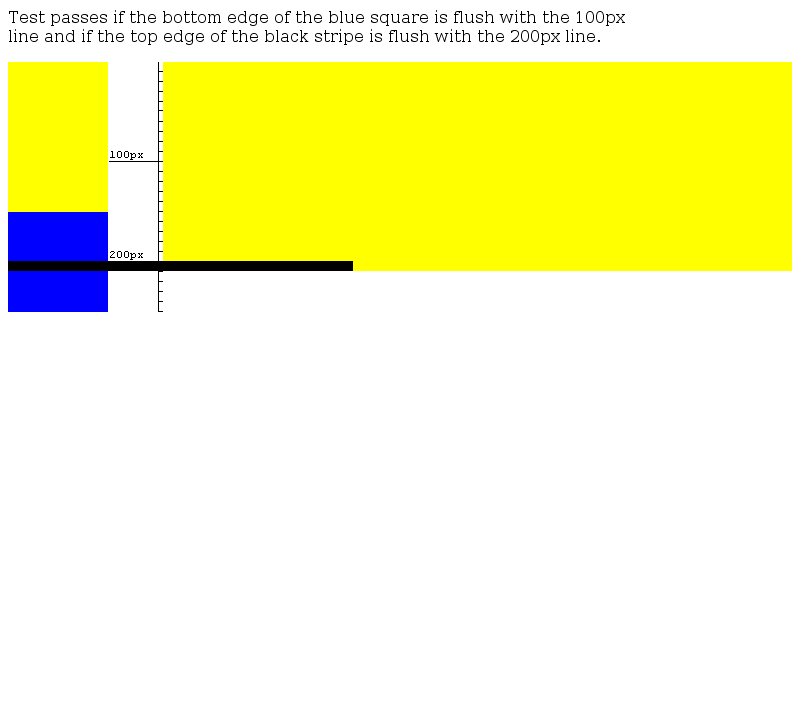 Test passes if the bottom edge of the blue square is flush with the 100px
line and if the top edge of the black stripe is flush with the 200px line.
100px
200px